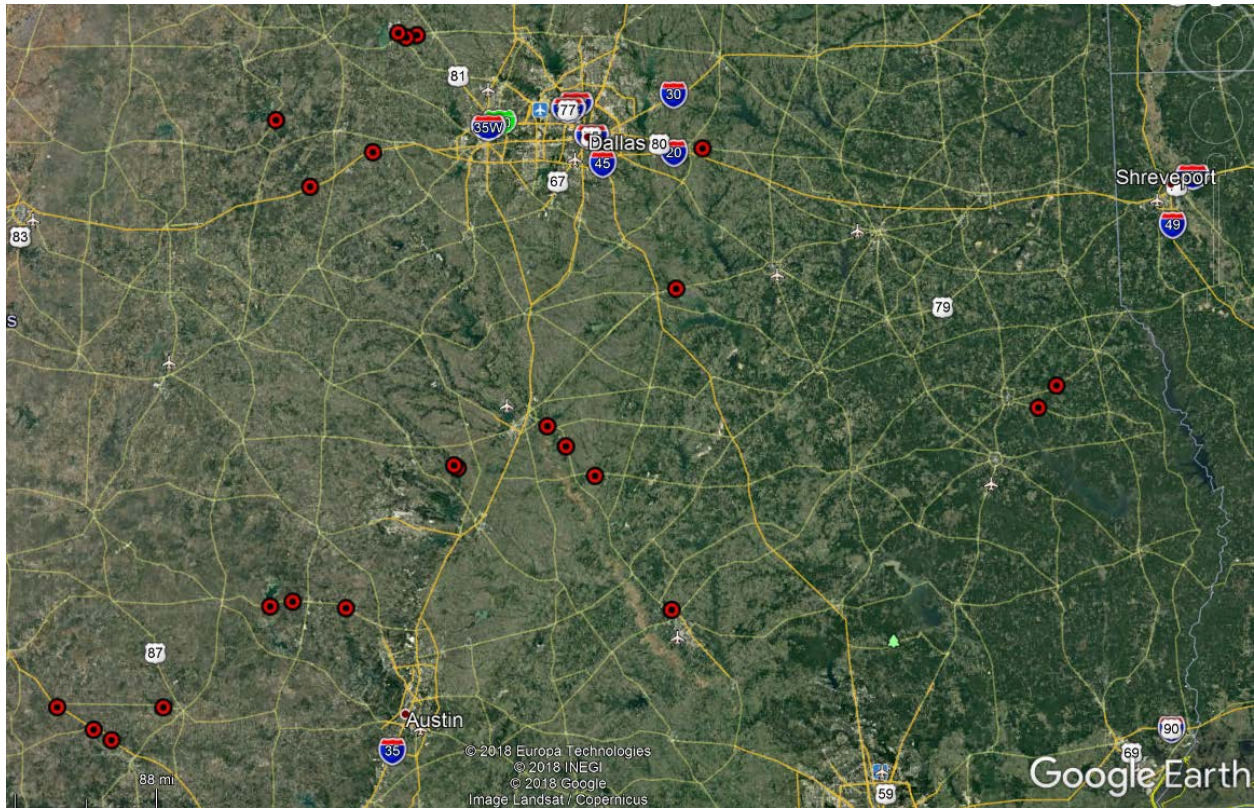 81
30
77
35W
Dallas
80
20
45
67
Shreveport
49
83
s
79
87
Austin
35
90
69
59
88 mi
© 2018 Europa Technologies
© 2018 INEGI
© 2018 Google
Image Landsat / Copernicus
Google Earth